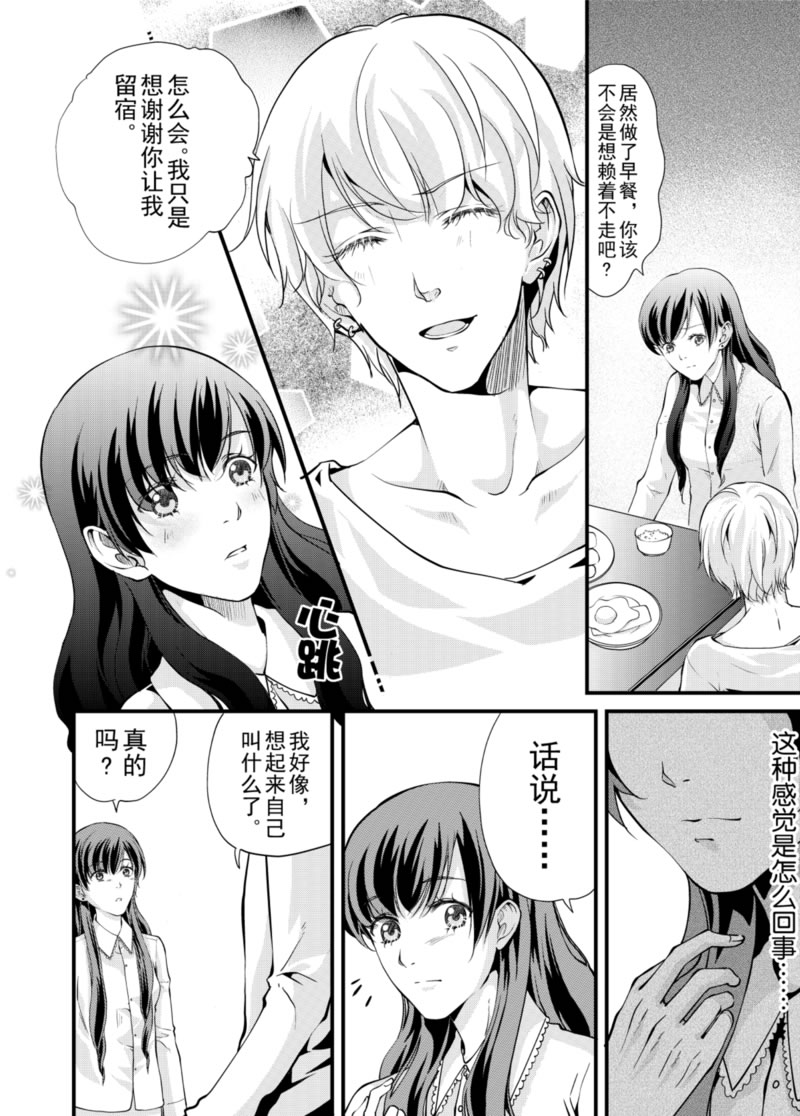 居然做了早餐，你该
不会是想赖着不走吧？
怎么会。我只是
想谢谢你让我
留宿。
心跳
这种感觉是怎么回事……
话说……
我好像，
想起来自己
叫什么了。
真的
吗？